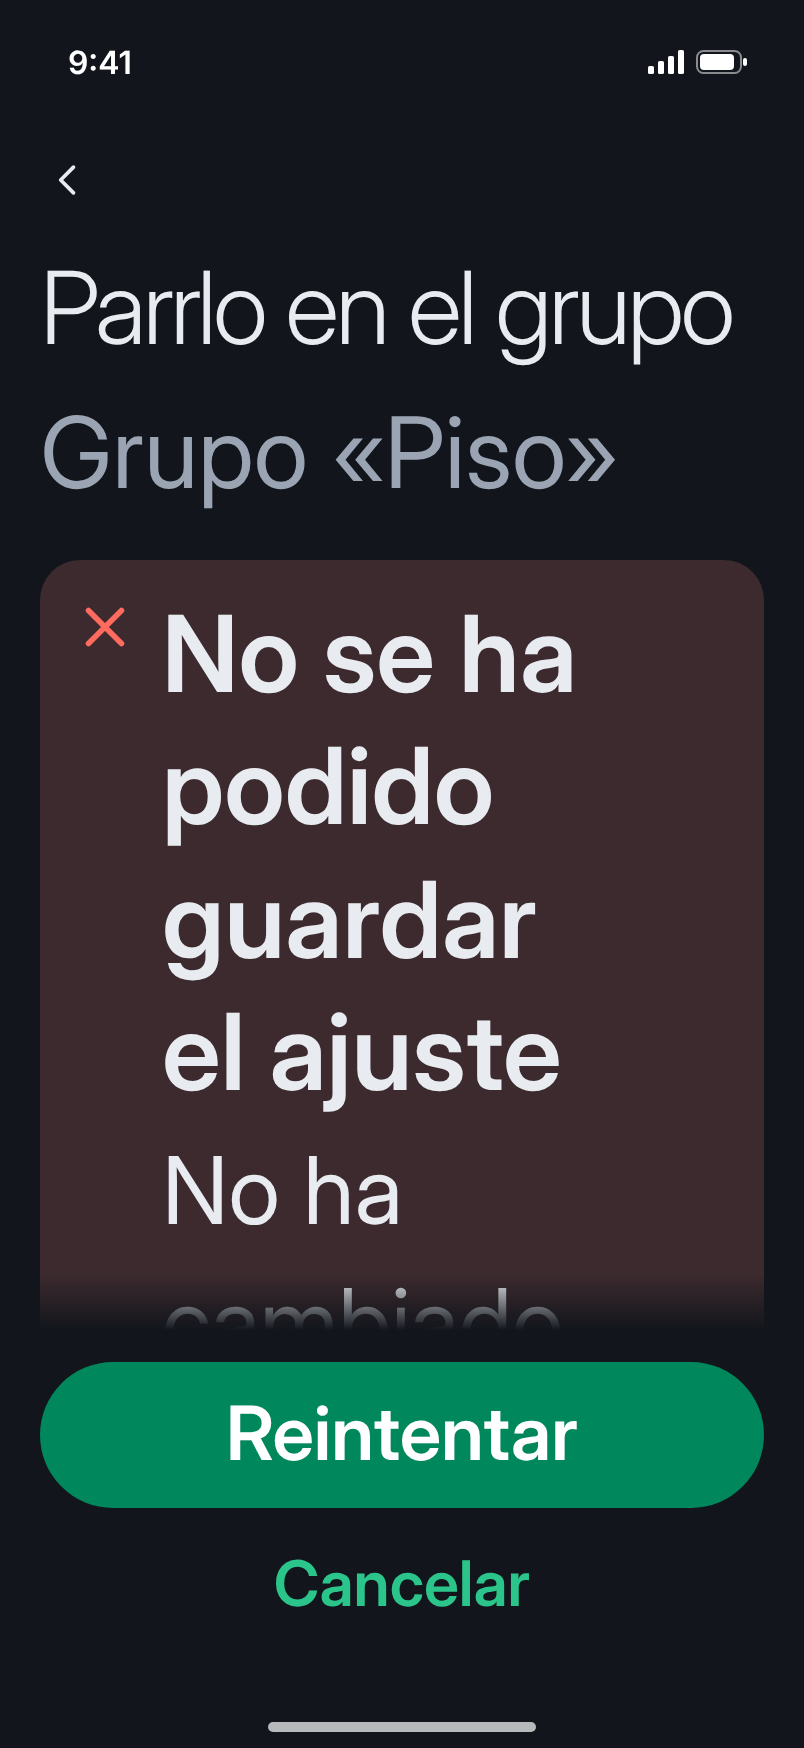 9:41
Parrlo en el grupo
Grupo «Piso»
No se ha
podido
guardar
el ajuste
No ha
cambiado
Reintentar
Cancelar